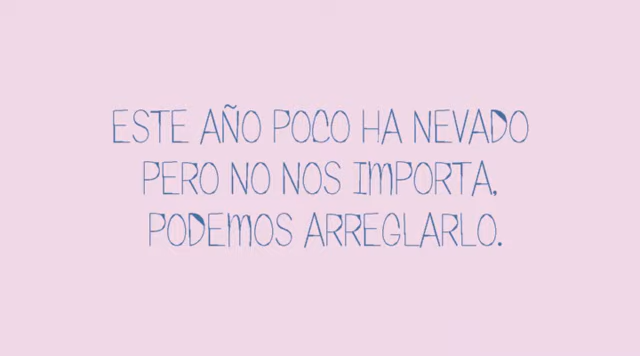 ESTE AÑO POCO HA NEVADO
PERO NO NOS IMPORTA,
PODEMOS ARREGLARLO.